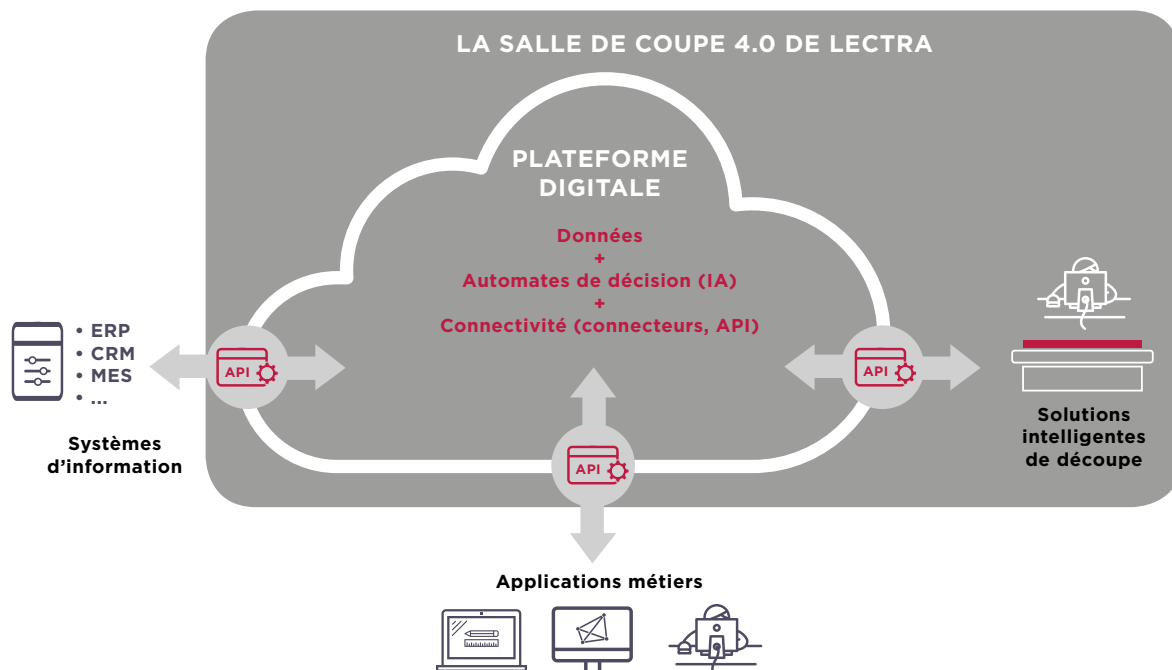 LA SALLE DE COUPE 4.0 DE LECTRA
PLATEFORME
DIGITALE
Données
+
Automates de décision (IA)
+
Connectivité (connecteurs, API)
• ERP
• CRM
• MES
• ...
API
API
API
Systèmes
d’information
Solutions
intelligentes
de découpe
Applications métiers